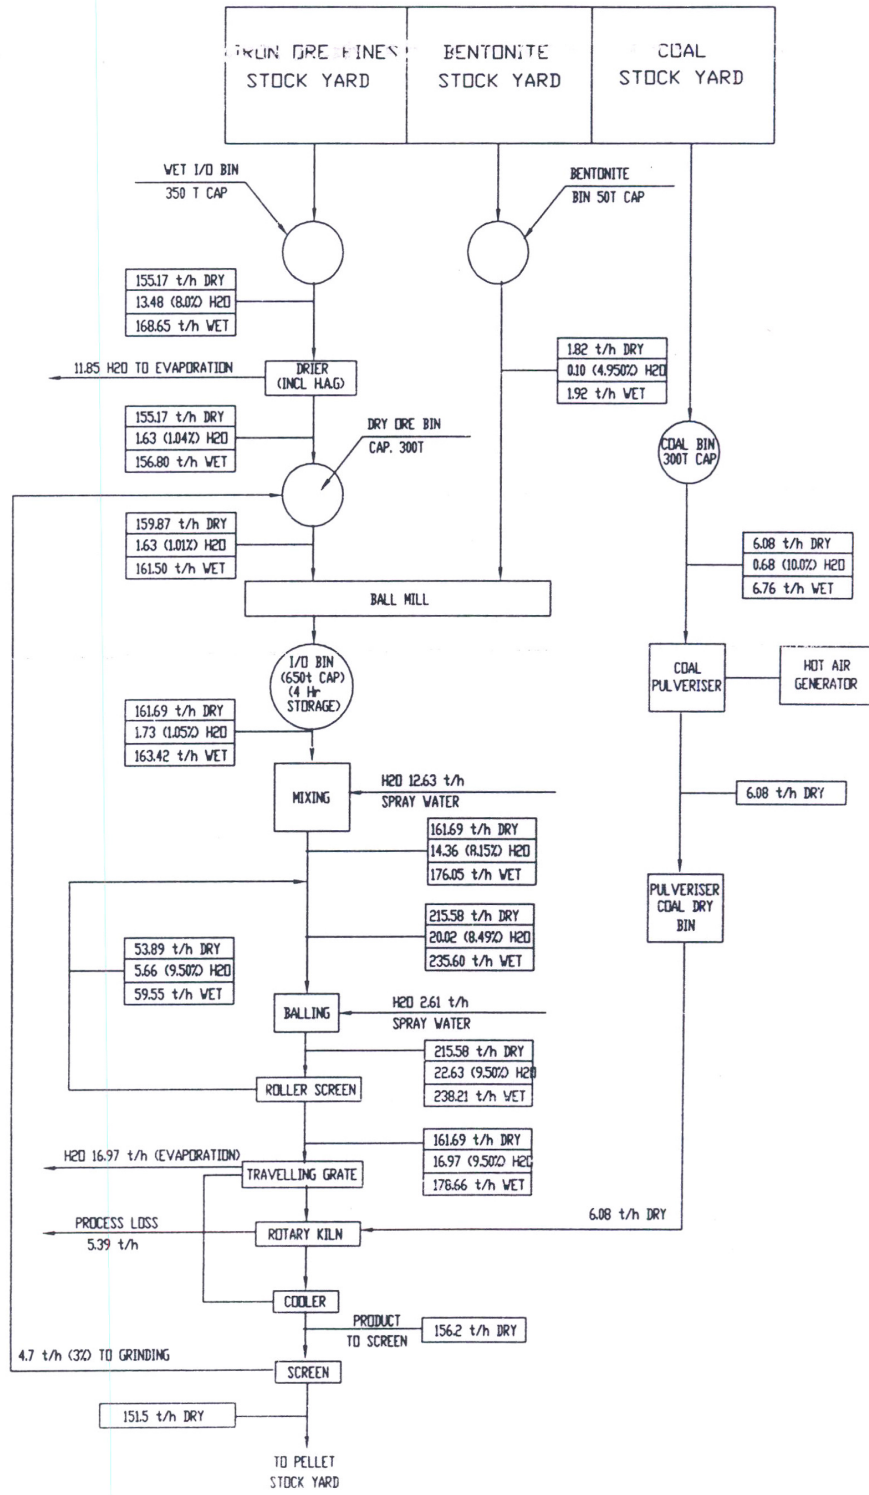 IRON ORE FINES
STOCK YARD
BENTONITE
STOCK YARD
COAL
STOCK YARD
WET I/O BIN
350 T CAP
BENTONITE
BIN 50T CAP
155.17 t/h DRY
13.48 (8.0%) H2O
168.65 t/h WET
1.82 t/h DRY
0.10 (4.950%) H2O
1.92 t/h WET
11.85 H2O TO EVAPORATION
DRIER
(INCL H.A.G)
155.17 t/h DRY
1.63 (1.04%) H2O
156.80 t/h WET
DRY ORE BIN
CAP. 300T
COAL BIN
300T CAP
159.87 t/h DRY
1.63 (1.01%) H2O
161.50 t/h WET
6.08 t/h DRY
0.68 (10.0%) H2O
6.76 t/h WET
BALL MILL
I/O BIN
(650t CAP)
(4 Hr
STORAGE)
COAL
PULVERISER
HOT AIR
GENERATOR
161.69 t/h DRY
1.73 (1.05%) H2O
163.42 t/h WET
MIXING
H2O 12.63 t/h
SPRAY WATER
6.08 t/h DRY
161.69 t/h DRY
14.36 (8.15%) H2O
176.05 t/h WET
PULVERISER
COAL DRY
BIN
215.58 t/h DRY
20.02 (8.49%) H2O
235.60 t/h WET
53.89 t/h DRY
5.66 (9.50%) H2O
59.55 t/h WET
BALLING
H2O 2.61 t/h
SPRAY WATER
215.58 t/h DRY
22.63 (9.50%) H2O
238.21 t/h WET
ROLLER SCREEN
161.69 t/h DRY
16.97 (9.50%) H2O
178.66 t/h WET
H2O 16.97 t/h (EVAPORATION)
TRAVELLING GRATE
6.08 t/h DRY
PROCESS LOSS
5.39 t/h
ROTARY KILN
COOLER
PRODUCT
TO SCREEN
156.2 t/h DRY
4.7 t/h (3%) TO GRINDING
SCREEN
151.5 t/h DRY
TO PELLET
STOCK YARD